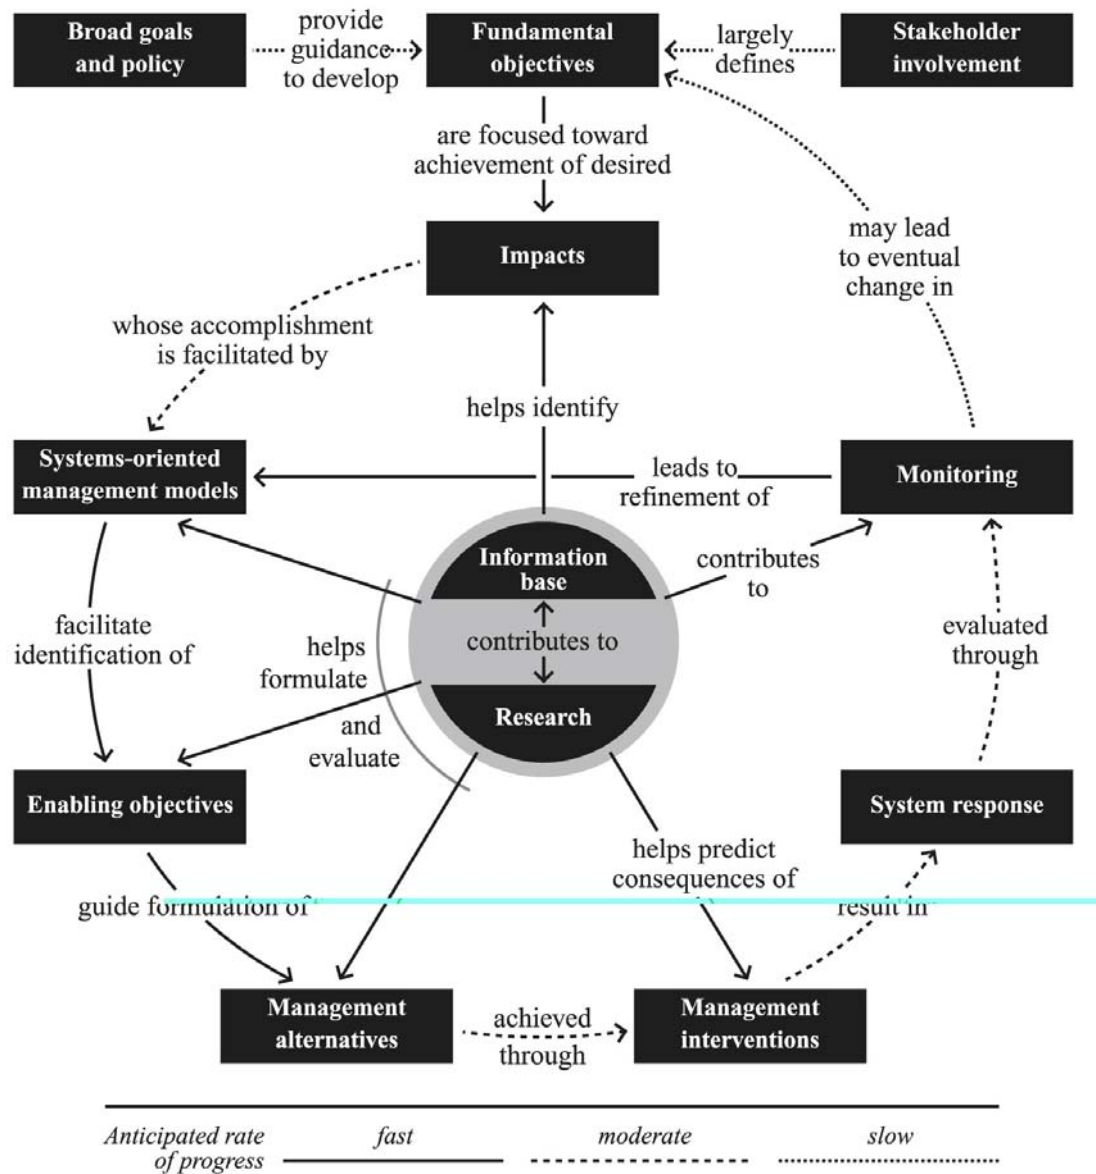 Broad goals
and policy
provide
guidance
to develop
Fundamental
objectives
largely
defines
Stakeholder
involvement
are focused toward
achievement of desired
may lead
to eventual
change in
Impacts
whose accomplishment
is facilitated by
helps identify
Systems-oriented
management models
leads to
refinement of
Monitoring
Information
base
contributes
to
facilitate
identification of
contributes to
evaluated
through
helps
formulate
and
evaluate
Research
Enabling objectives
System response
helps predict
consequences of
guide formulation of
result in
Management
alternatives
achieved
through
Management
interventions
Anticipated rate
of progress
fast
moderate
slow